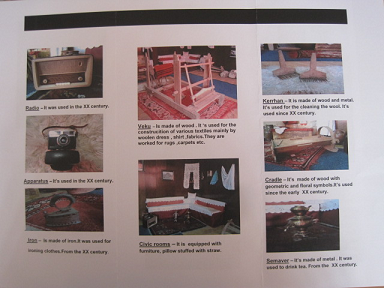 Radio – It was used in the XX century.
Apparatus – It's used in the XX century.
Iron – Is made of iron.It was used for
ironing clothes.From the XX century.
Veku – Is made of wood , It 's used for the
construcition of various textiles mainly by
woolen dress , shirt ,fabrics.They are
worked for rugs ,carpets etc.
Civic rooms – It is equipped with
furniture, pillow stuffed with straw.
Kerrhan – It is made of wood and metal.
It's used for the cleaning the wool. It's
used since XX century.
Cradle – It's made of wood with
geometric and floral symbols.It's used
since the early XX century.
Samavar – It's made of metal . It was
used to drink tea. From the XX century.